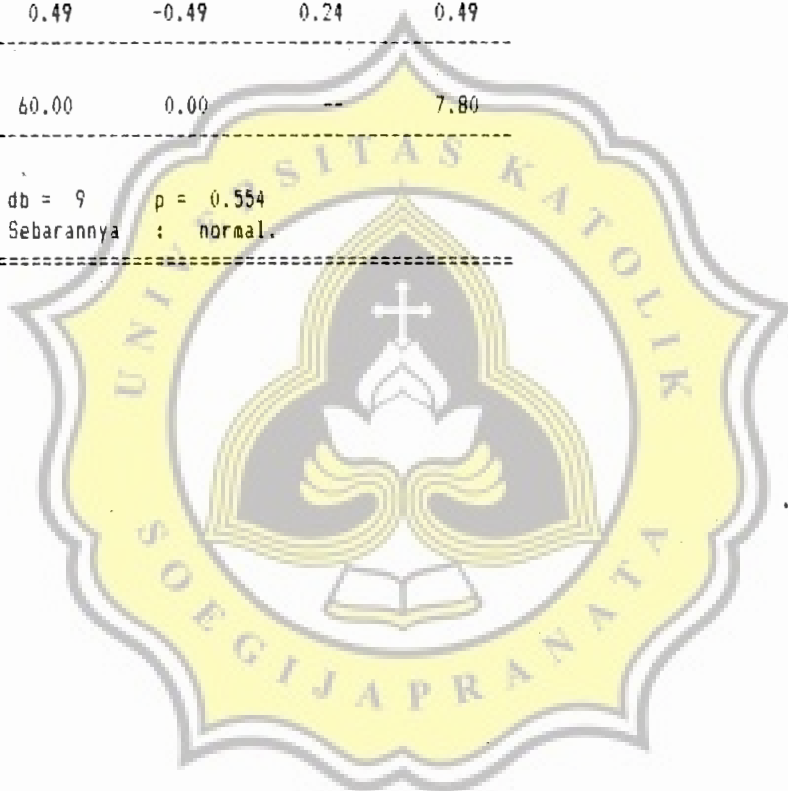 0.49 -0.49 0.24 0.49
60.00 0.00 -- 7.80
db = 9 p = 0.554
Sebarannya : normal.
UNIVERSITAS KATOLIK
SOEGIJAPRANATA